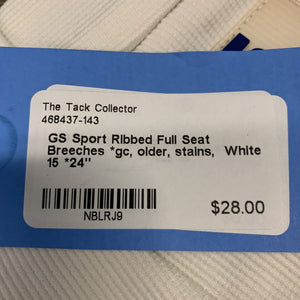 The Tack Collector
468437-143
GS Sport Ribbed Full Seat
Breeches *gc, older, stains, White
15 *24"
NBLRJ9
$28.00